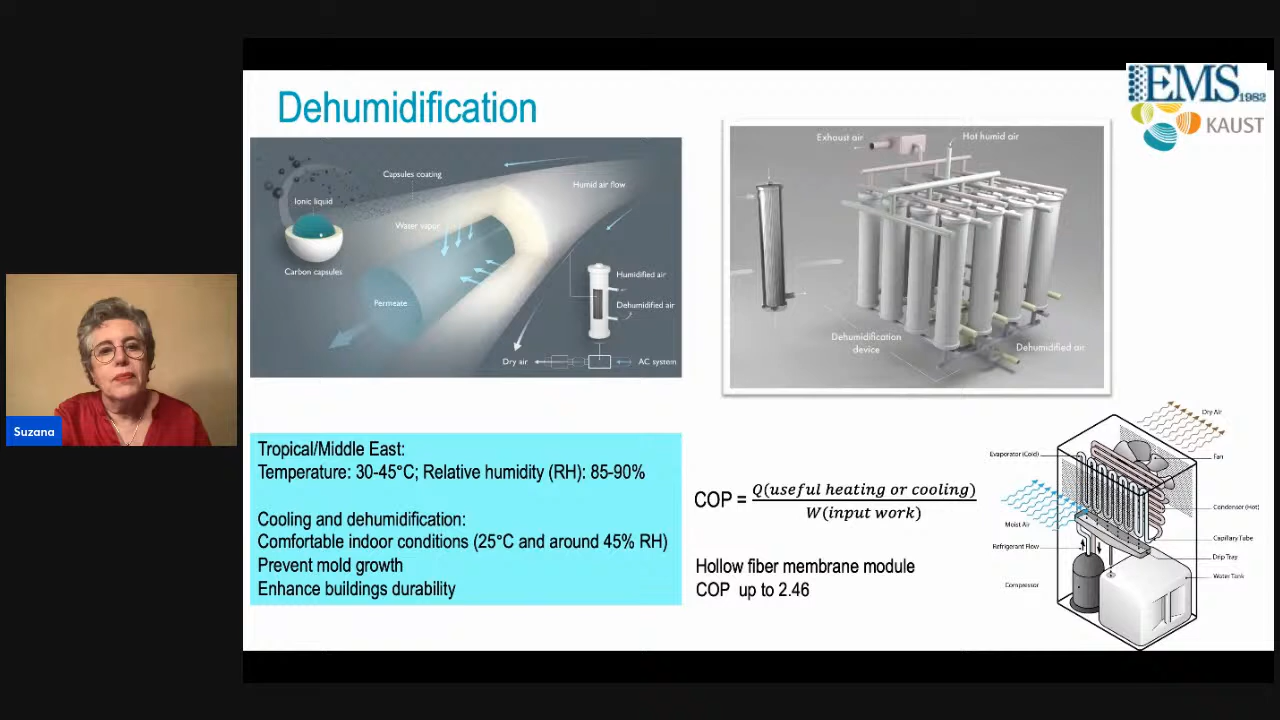 Dehumidification
EMS 1982
KAUST
Capsules coating
Humid air flow
Ionic liquid
Water vapor
Carbon capsules
Permeate
Humidified air
Dehumidified air
Dry air
AC system
Exhaust air
Hot humid air
Dehumidification
device
Dehumidified air
Suzana
Tropical/Middle East:
Temperature: 30-45°C; Relative humidity (RH): 85-90%
Cooling and dehumidification:
Comfortable indoor conditions (25°C and around 45% RH)
Prevent mold growth
Enhance buildings durability
COP = Q(useful heating or cooling)
W(input work)
Hollow fiber membrane module
COP up to 2.46
Dry Air
Evaporator (Cold)
Fan
Condenser (Hot)
Moist Air
Capillary Tube
Refrigerant Flow
Drip Tray
Water Tank
Compressor